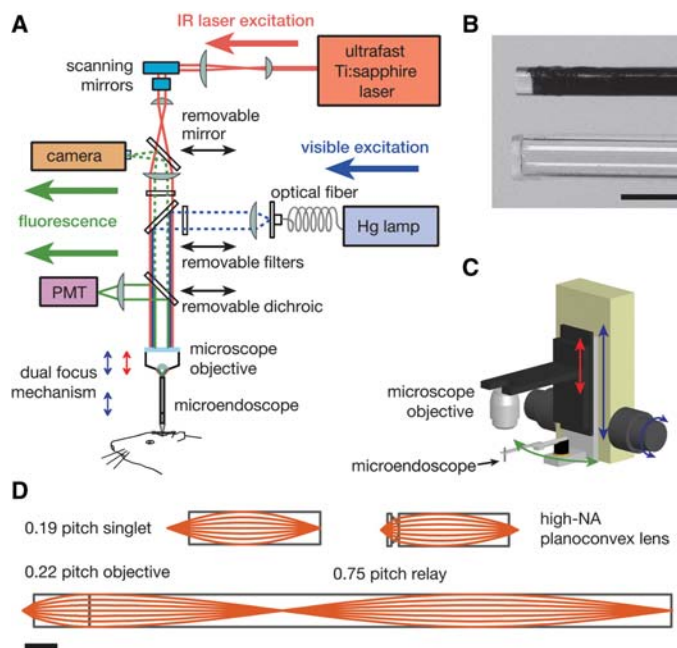 A
IR laser excitation
scanning
mirrors
ultrafast
Ti:sapphire
laser
removable
mirror
camera
visible excitation
optical fiber
fluorescence
Hg lamp
removable filters
PMT
removable dichroic
dual focus
mechanism
microscope
objective
microendoscope
B
C
microscope
objective
microendoscope
D
0.19 pitch singlet
high-NA
planoconvex lens
0.22 pitch objective
0.75 pitch relay